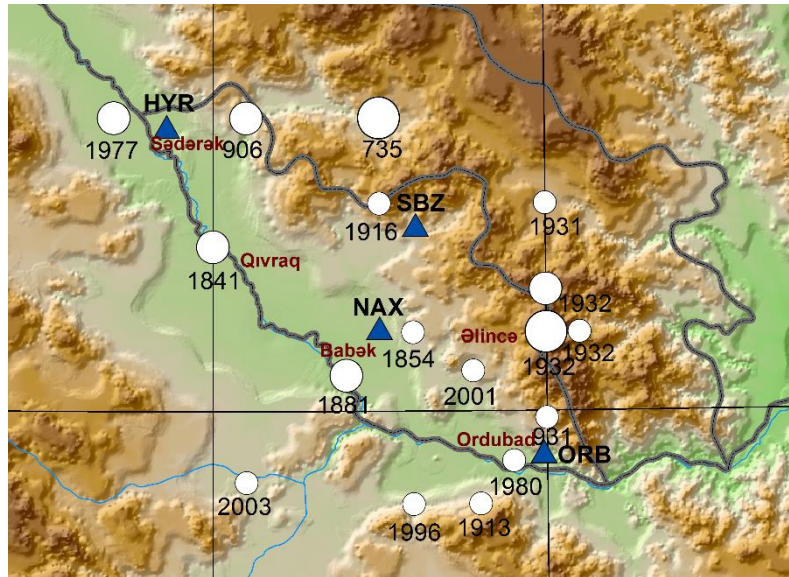 HYR
Sədərək
1977
906
735
SBZ
1916
1931
Qıvraq
1841
1932
NAX
Əlincə
1854
1932
1932
Babək
2001
1881
931
Ordubad
ORB
1980
2003
1996
1913